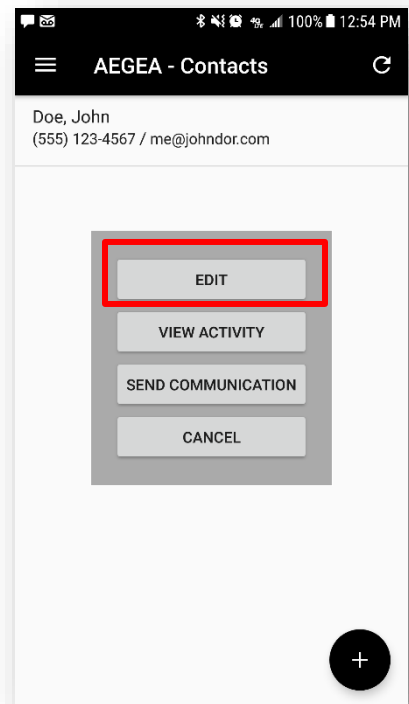 100% 12:54 PM
AEGEA - Contacts
Doe, John
(555) 123-4567 / me@johndor.com
EDIT
VIEW ACTIVITY
SEND COMMUNICATION
CANCEL